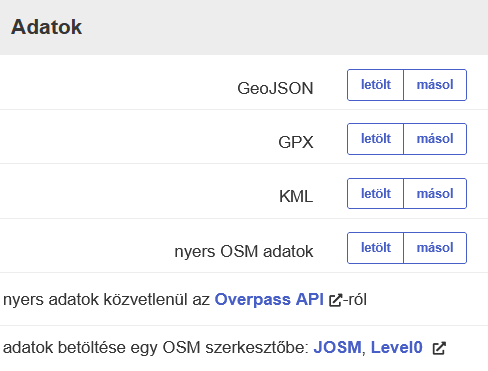 Adatok
GeoJSON letölt másol
GPX letölt másol
KML letölt másol
nyers OSM adatok letölt másol
nyers adatok közvetlenül az Overpass API -ról
adatok betöltése egy OSM szerkesztőbe: JOSM, Level0